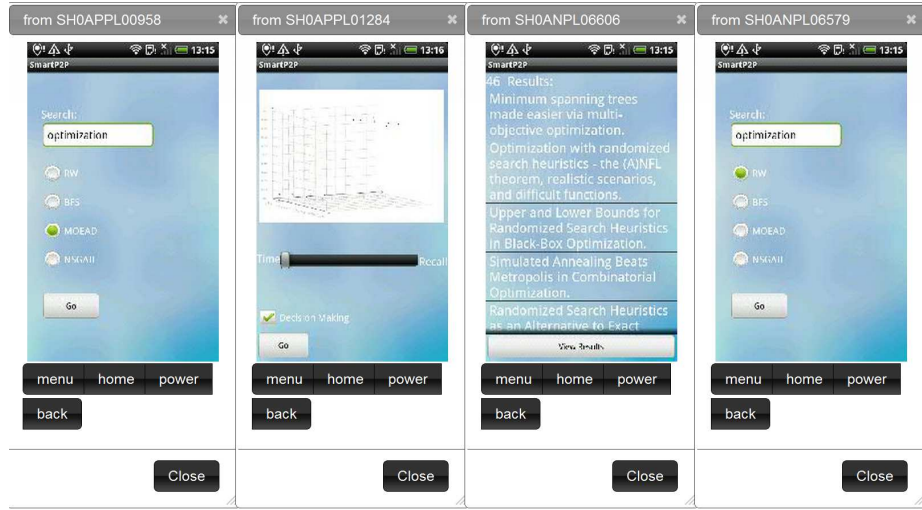 from SH0APPL00958
13:15
SmartP2P
Search:
optimization
RW
BFS
MOEAD
NSGAII
Go
menu home power
back
Close
from SH0APPL01284
13:16
SmartP2P
Time
Recall
Decision Making
Go
menu home power
back
Close
from SH0ANPL06606
13:15
SmartP2P
46 Results:
Minimum spanning trees
made easier via multi-
objective optimization.
Optimization with randomized
search heuristics - the (A)NFL
theorem, realistic scenarios,
and difficult functions.
Upper and Lower Bounds for
Randomized Search Heuristics
in Black-Box Optimization.
Simulated Annealing Beats
Metropolis in Combinatorial
Optimization.
Randomized Search Heuristics
as an Alternative to Exact
View Results
menu home power
back
Close
from SH0ANPL06579
13:15
SmartP2P
Search:
optimization
RW
BFS
MOEAD
NSGAII
Go
menu home power
back
Close